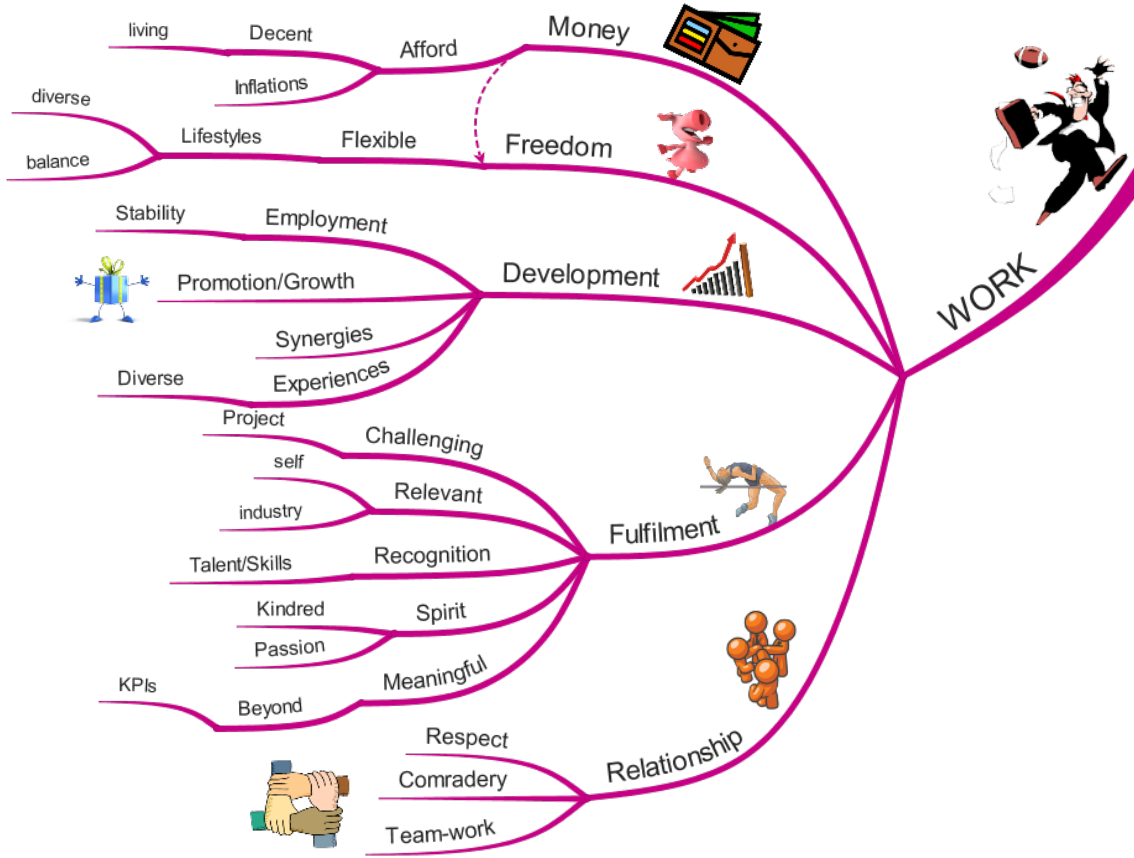 WORK
Money
Afford
Decent
living
Inflations
Freedom
Flexible
Lifestyles
diverse
balance
Development
Employment
Stability
Promotion/Growth
Synergies
Experiences
Diverse
Fulfilment
Challenging
Project
Relevant
self
industry
Recognition
Talent/Skills
Spirit
Kindred
Passion
Meaningful
Beyond
KPIs
Relationship
Respect
Comradery
Team-work